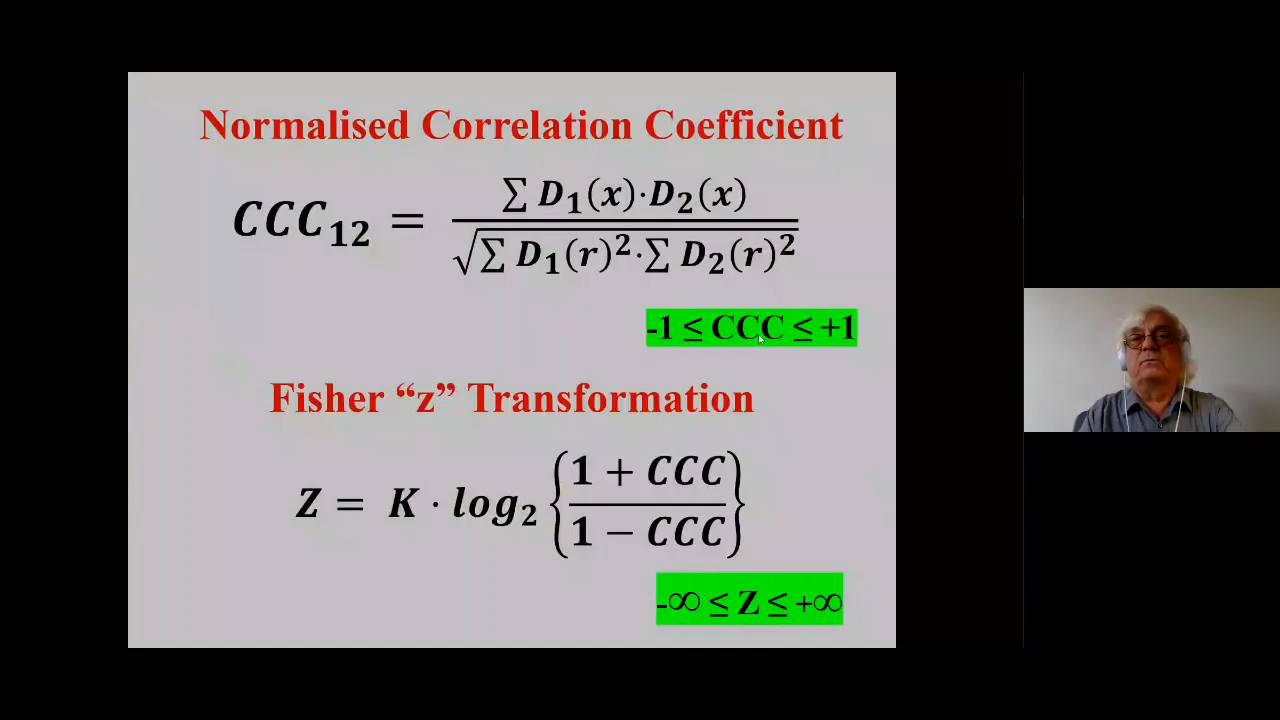 Normalised Correlation Coefficient
CCC₁₂ = ∑ D₁(x)·D₂(x) / √∑ D₁(r)²·∑ D₂(r)²
-1 ≤ CCC ≤ +1
Fisher “z” Transformation
Z = K · log₂ {1 + CCC / 1 − CCC}
-∞ ≤ Z ≤ +∞